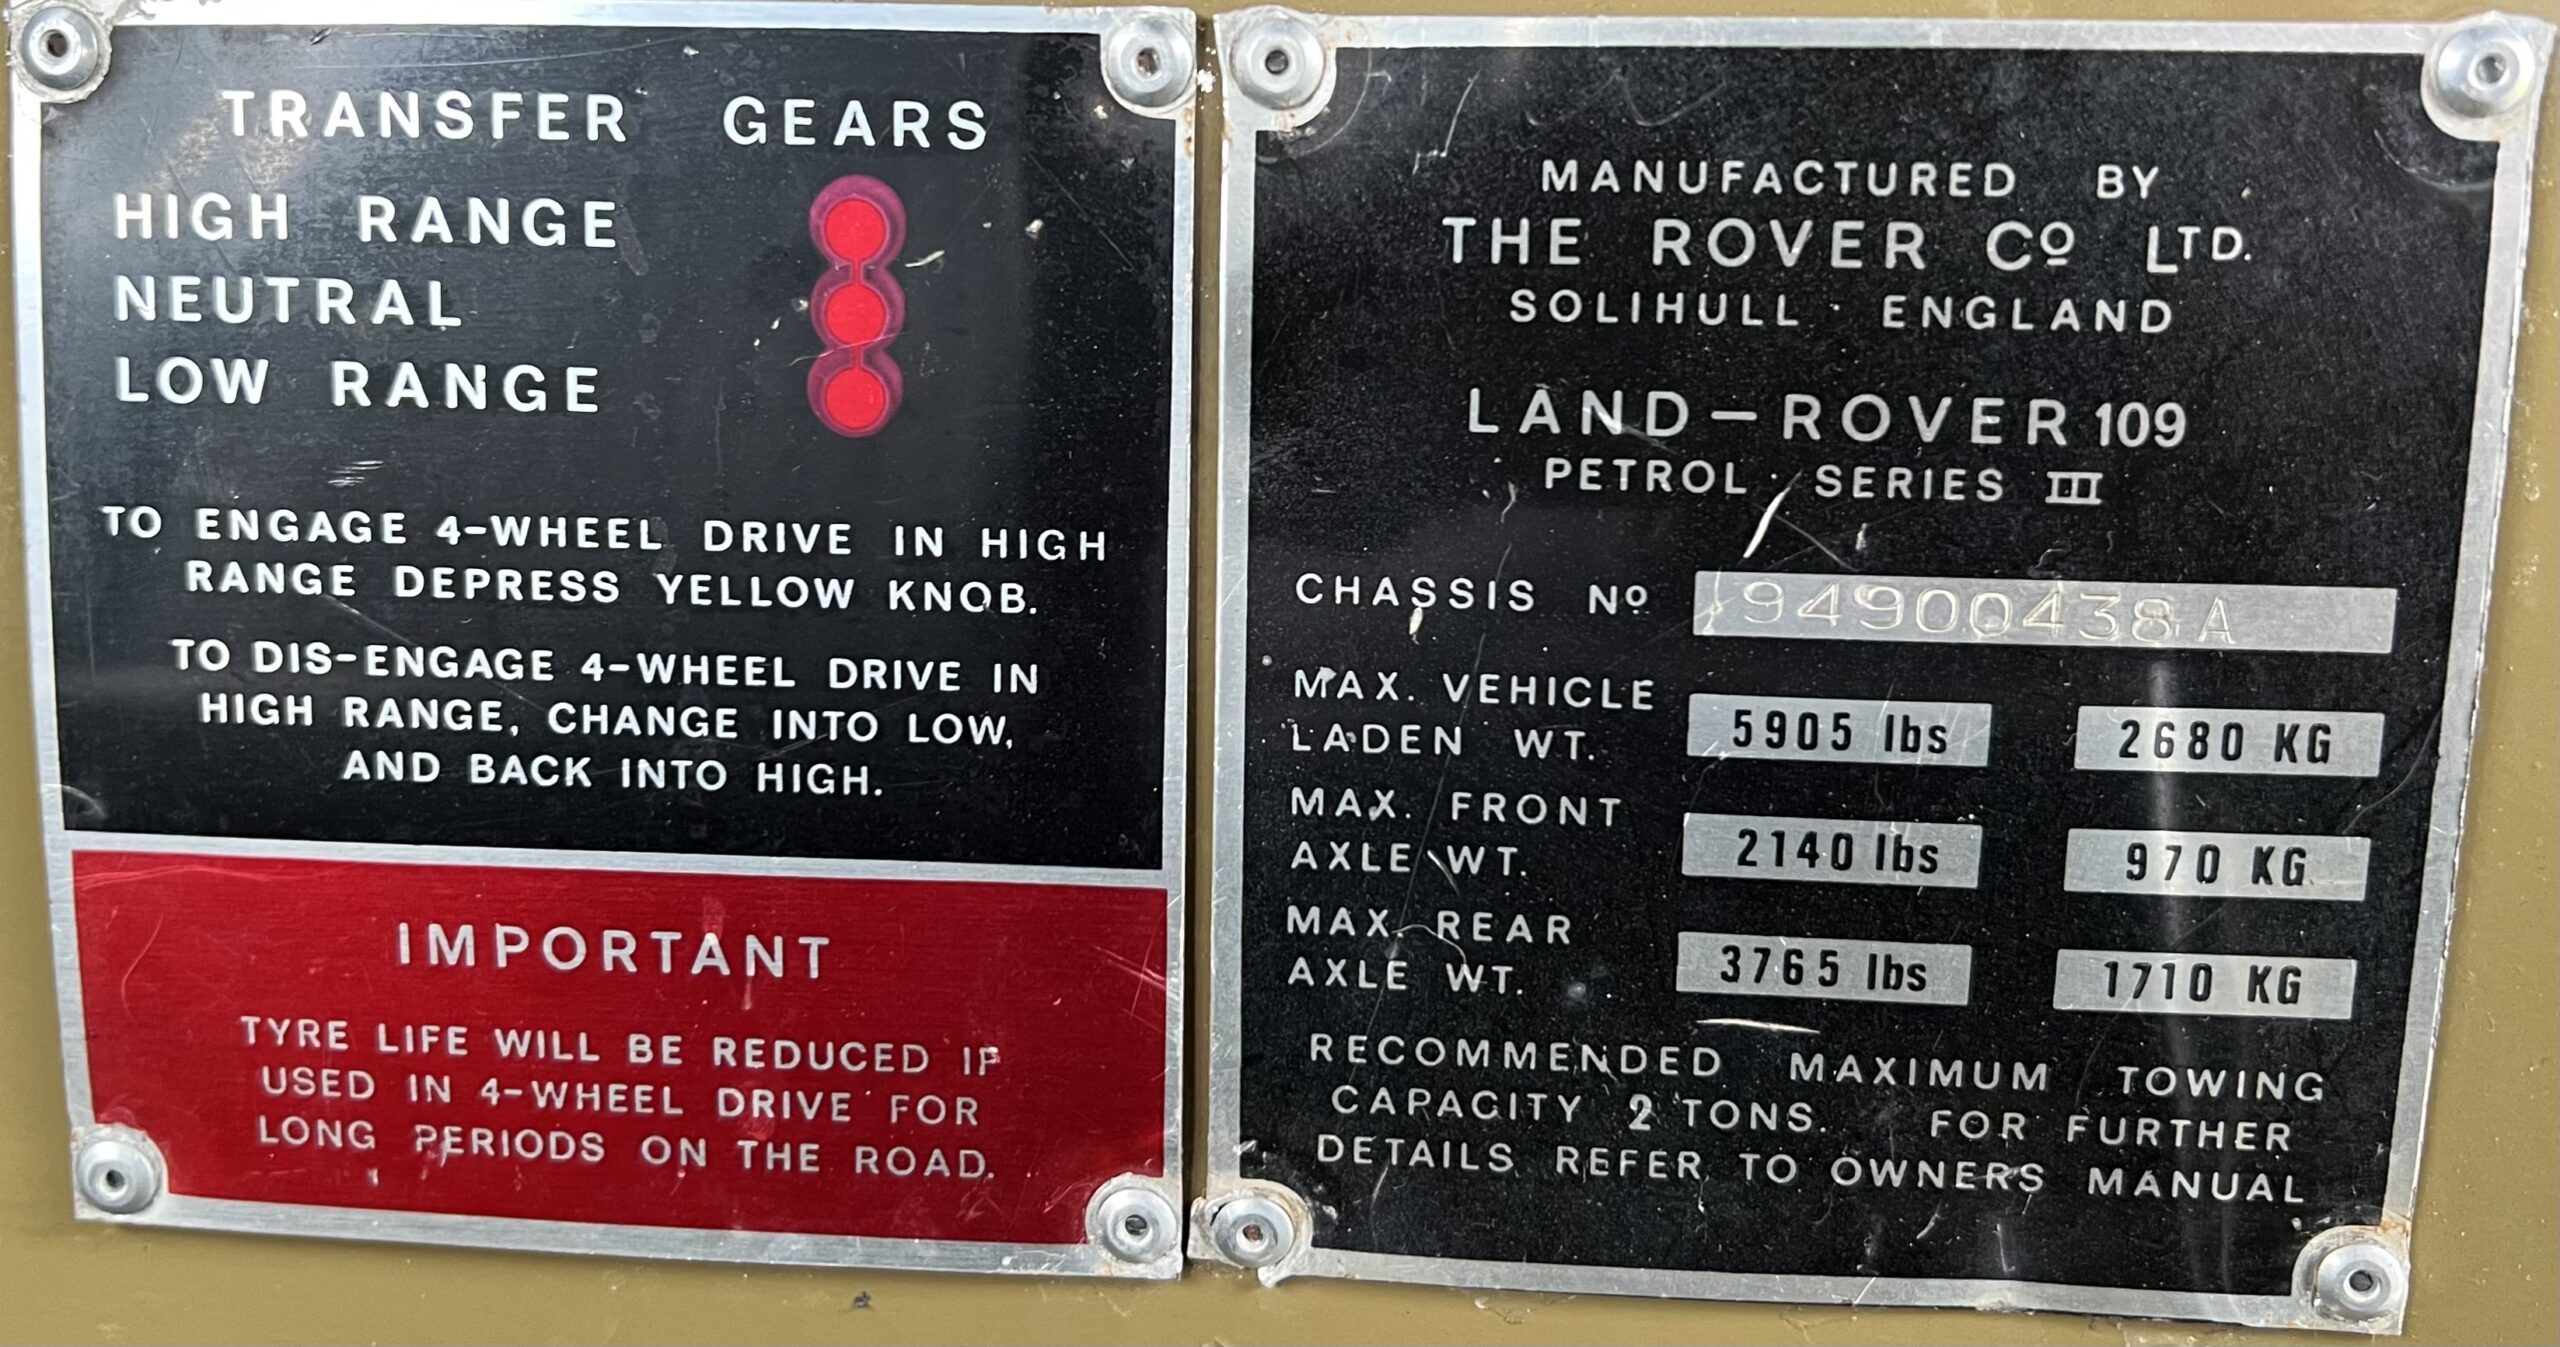 TRANSFER GEARS
HIGH RANGE
NEUTRAL
LOW RANGE
TO ENGAGE 4-WHEEL DRIVE IN HIGH
RANGE DEPRESS YELLOW KNOB.
TO DIS-ENGAGE 4-WHEEL DRIVE IN
HIGH RANGE, CHANGE INTO LOW,
AND BACK INTO HIGH.
IMPORTANT
TYRE LIFE WILL BE REDUCED IF
USED IN 4-WHEEL DRIVE FOR
LONG PERIODS ON THE ROAD.
MANUFACTURED BY
THE ROVER Cº LTD.
SOLIHULL · ENGLAND
LAND-ROVER 109
PETROL · SERIES III
CHASSIS Nº 94900438A
MAX. VEHICLE
LADEN WT. 5905 lbs 2680 KG
MAX. FRONT
AXLE WT. 2140 lbs 970 KG
MAX. REAR
AXLE WT. 3765 lbs 1710 KG
RECOMMENDED MAXIMUM TOWING
CAPACITY 2 TONS. FOR FURTHER
DETAILS REFER TO OWNERS MANUAL